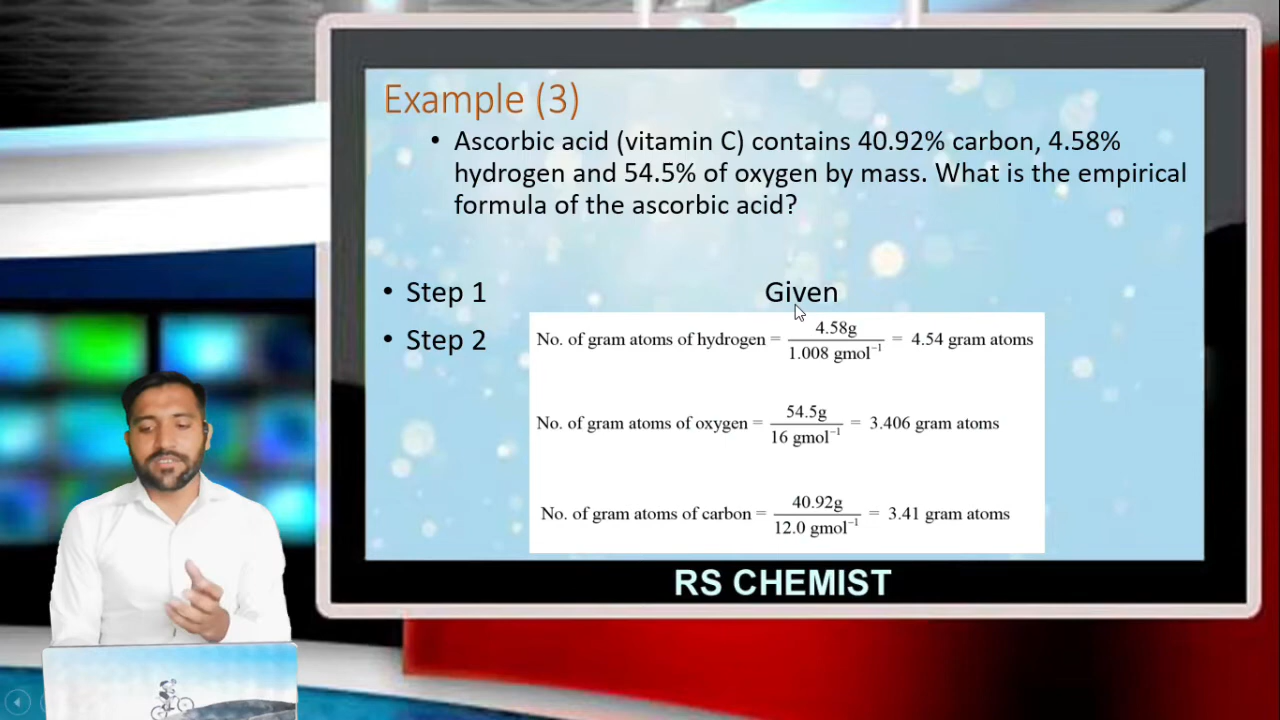 Example (3)
• Ascorbic acid (vitamin C) contains 40.92% carbon, 4.58%
hydrogen and 54.5% of oxygen by mass. What is the empirical
formula of the ascorbic acid?
• Step 1 Given
• Step 2
No. of gram atoms of hydrogen = 4.58g / 1.008 gmol⁻¹ = 4.54 gram atoms
No. of gram atoms of oxygen = 54.5g / 16 gmol⁻¹ = 3.406 gram atoms
No. of gram atoms of carbon = 40.92g / 12.0 gmol⁻¹ = 3.41 gram atoms
RS CHEMIST